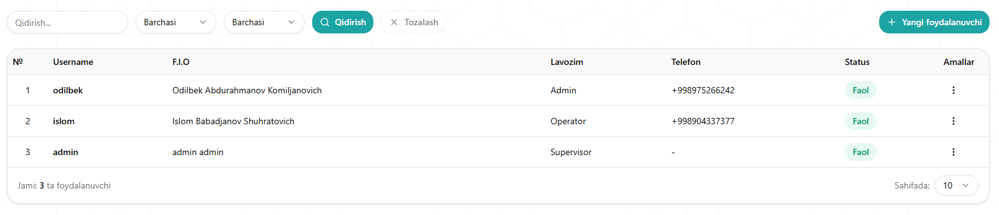 Qidirish... Barchasi Barchasi Qidirish Tozalash Yangi foydalanuvchi
№ Username F.I.O Lavozim Telefon Status Amallar
1 odilbek Odilbek Abdurahmanov Komiljanovich Admin +998975266242 Faol
2 islom Islom Babadjanov Shuhratovich Operator +998904337377 Faol
3 admin admin admin Supervisor - Faol
Jami: 3 ta foydalanuvchi Sahifada: 10